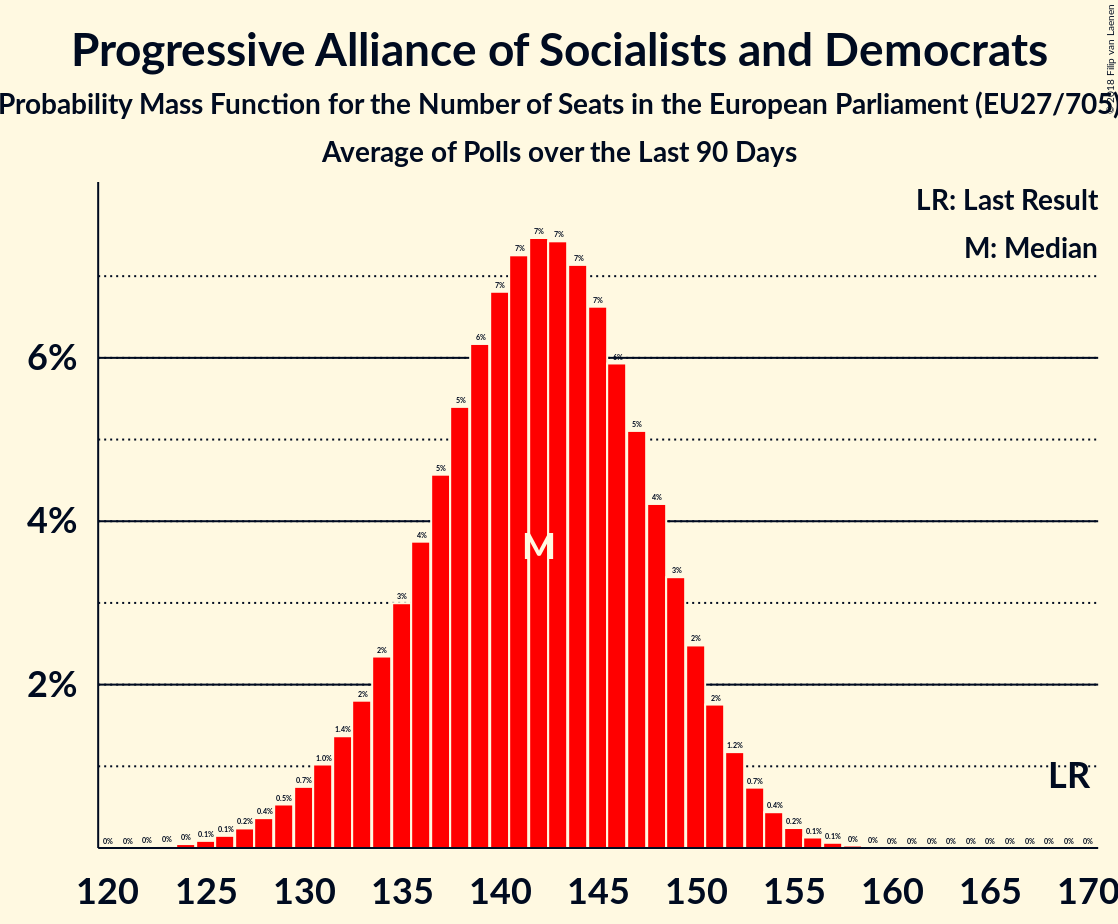 Progressive Alliance of Socialists and Democrats
Probability Mass Function for the Number of Seats in the European Parliament (EU27/705)
Average of Polls over the Last 90 Days
LR: Last Result
M: Median
7%
7% 7%
7% 7%
7% 7%
6% 6%
6%
5% 5%
5% 4%
4%
4% 3%
3% 2%
2% 2%
2%
2% 1.4% 1.2%
1.0% 0.7% 0.7%
0.5% 0.4% 0.4%
0.2% 0.2%
0% 0% 0% 0% 0% 0.1% 0.1% 0.1% 0.1% 0% 0% 0% 0% 0% 0% 0% 0% 0% 0% 0% 0% 0%
M
LR
120 125 130 135 140 145 150 155 160 165 170